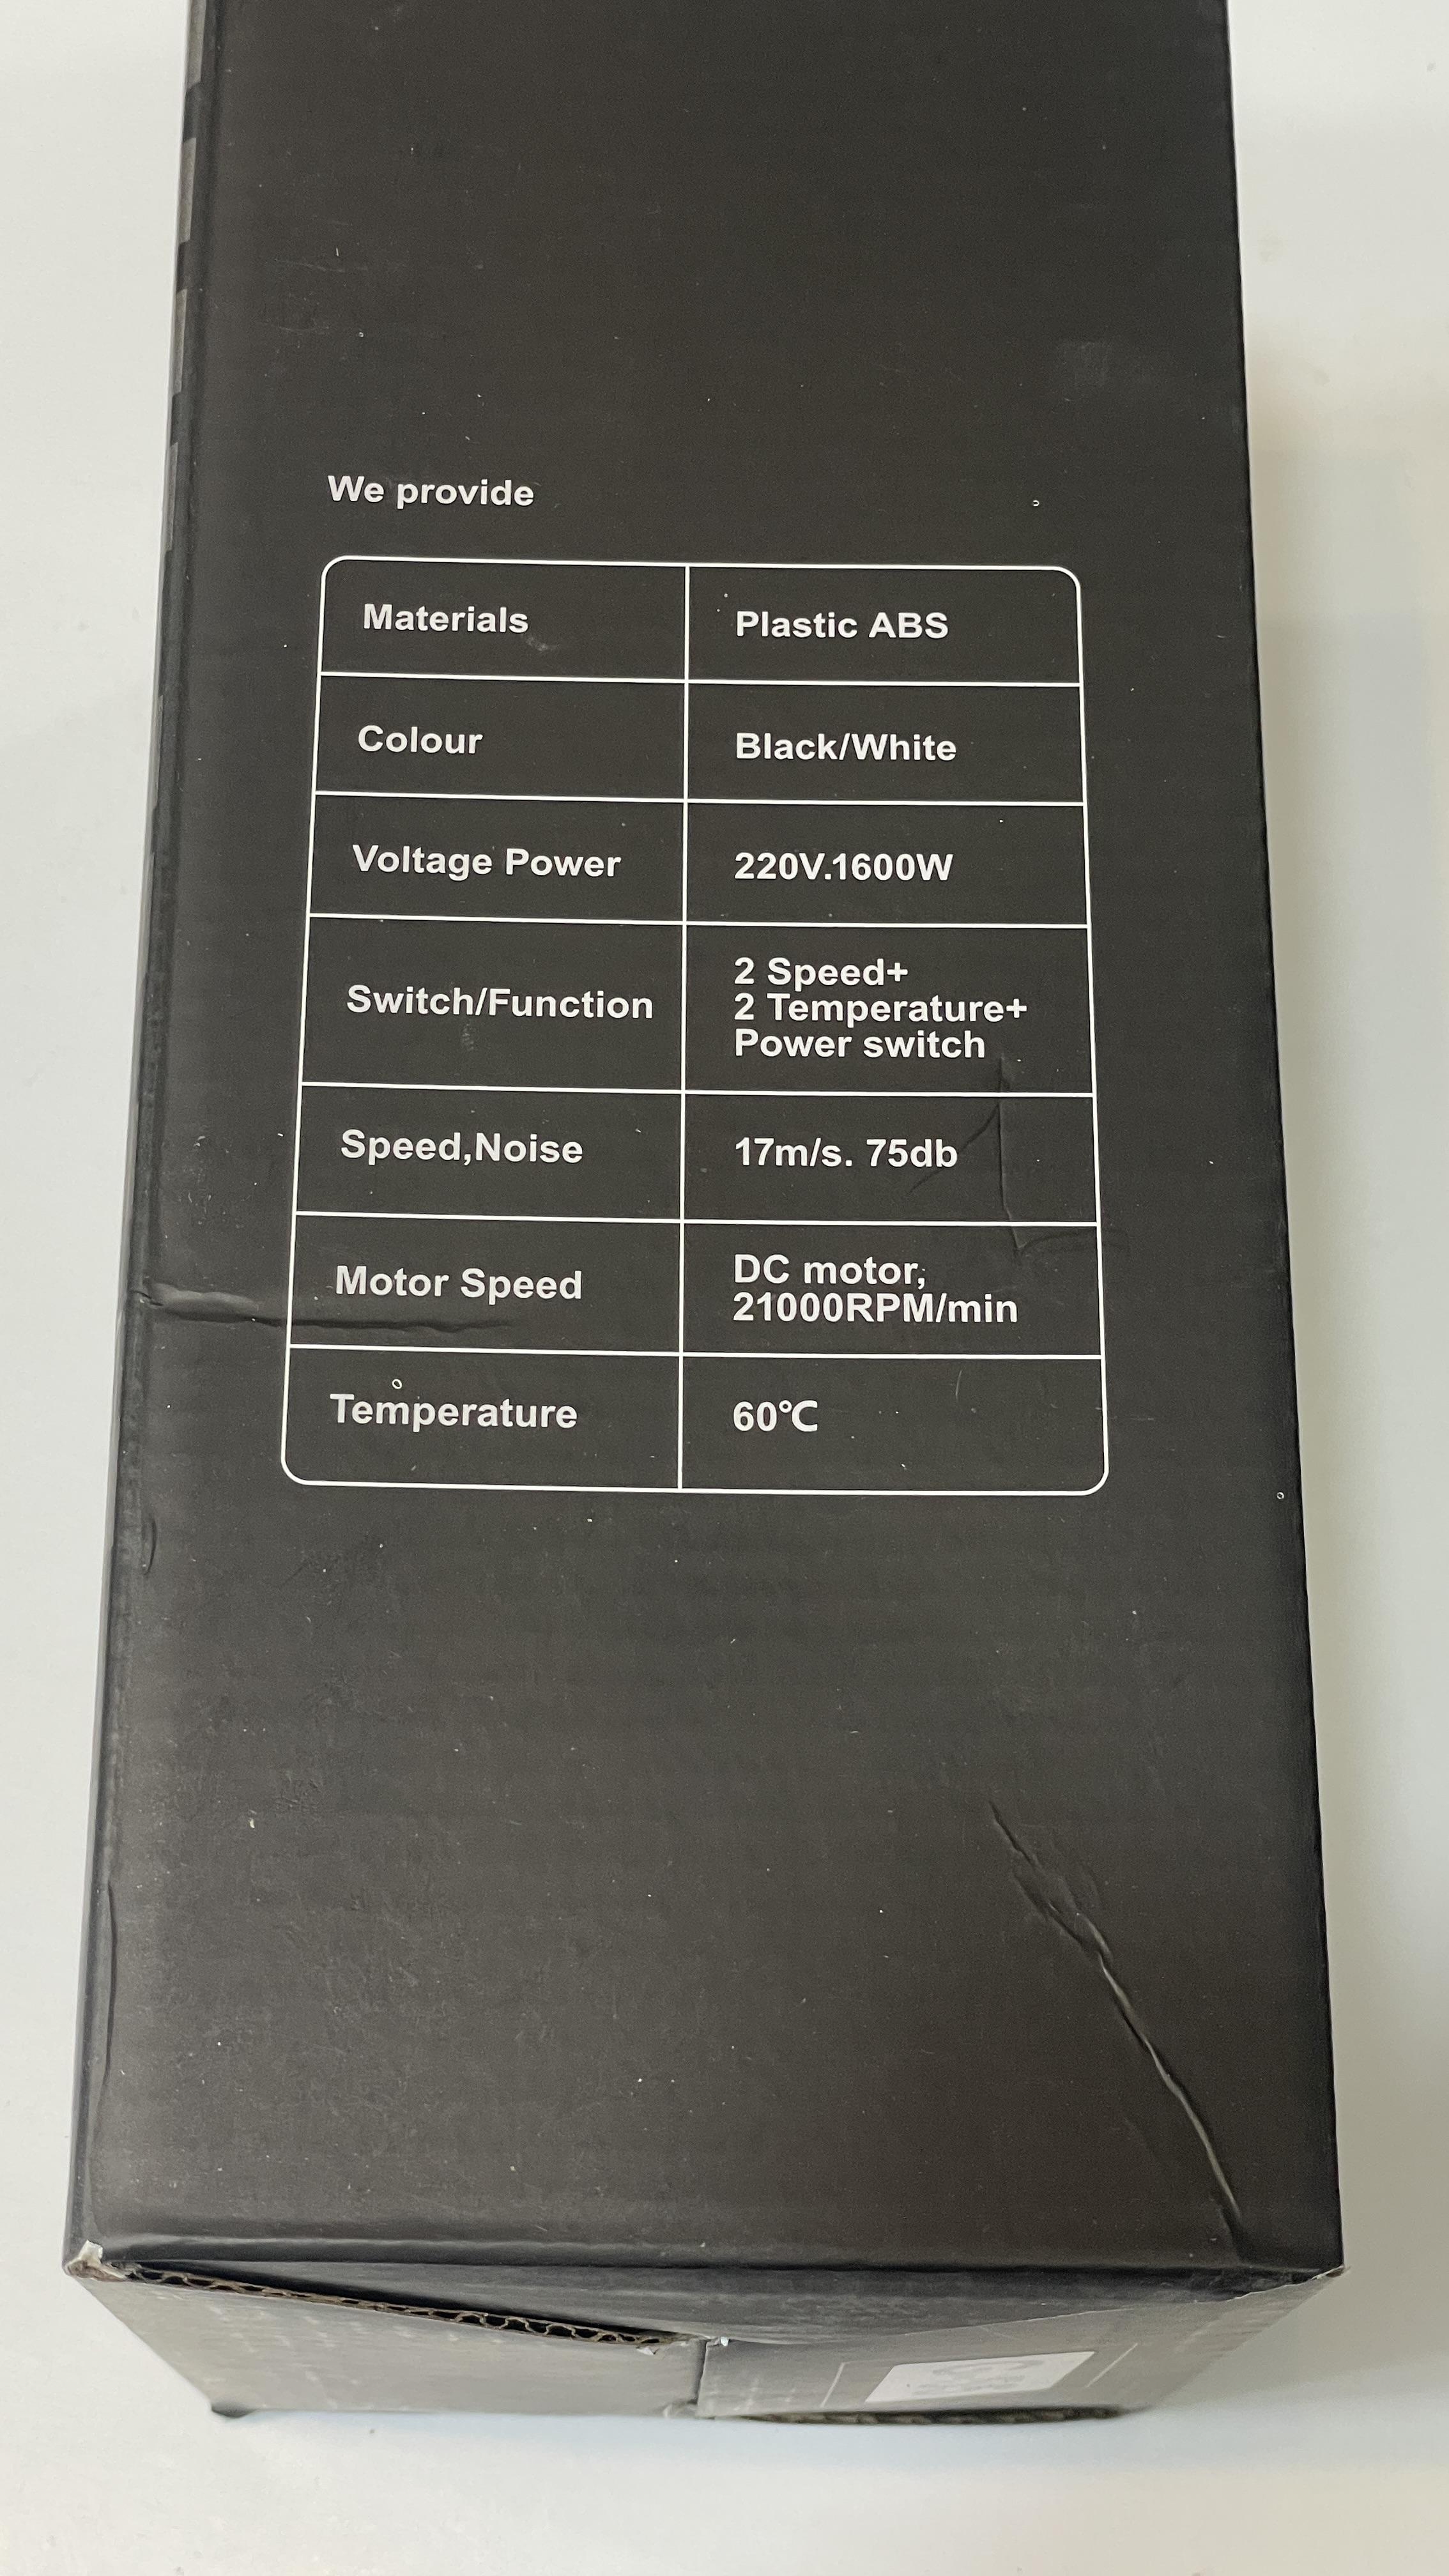 We provide
Materials Plastic ABS
Colour Black/White
Voltage Power 220V.1600W
Switch/Function 2 Speed+
2 Temperature+
Power switch
Speed,Noise 17m/s. 75db
Motor Speed DC motor,
21000RPM/min
Temperature 60℃